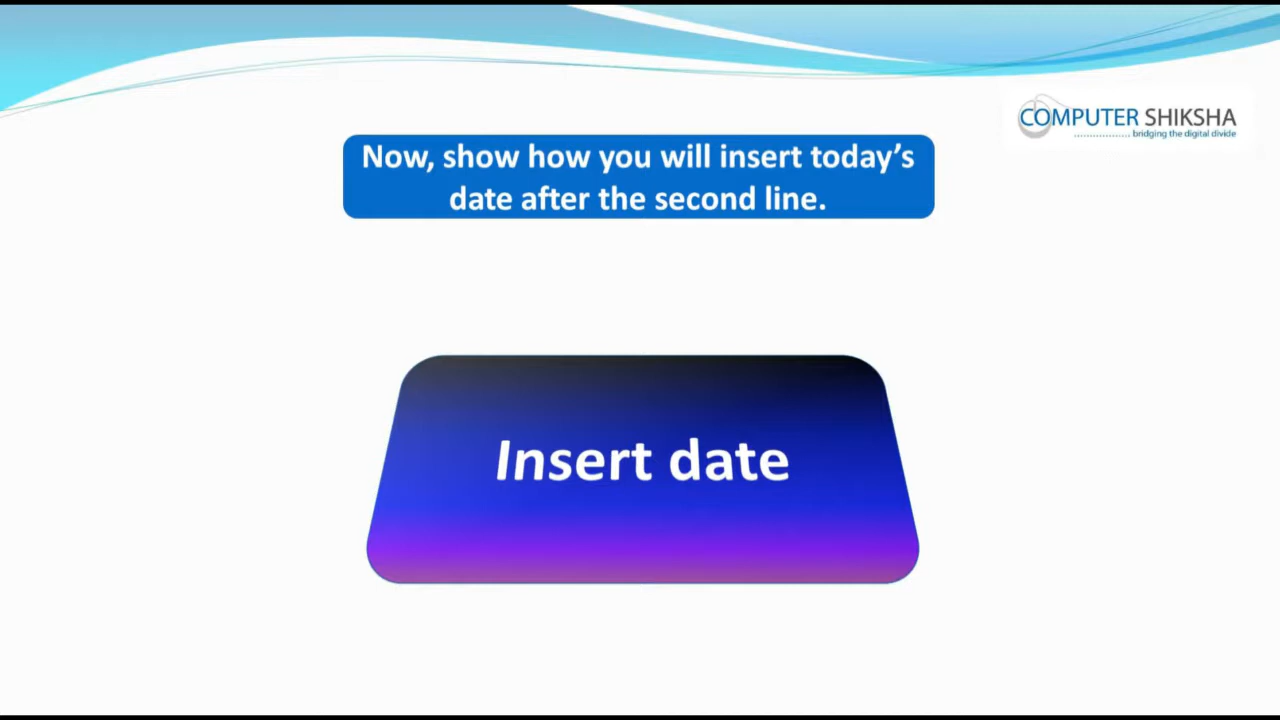 COMPUTER SHIKSHA
bridging the digital divide
Now, show how you will insert today’s
date after the second line.
Insert date